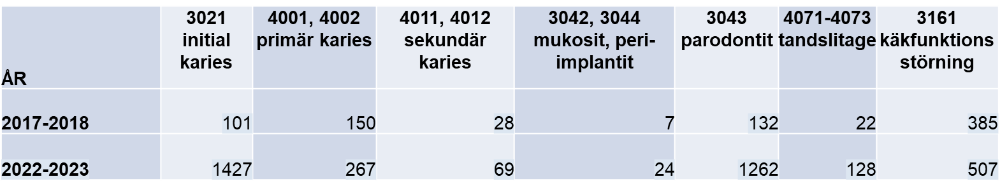 ÅR
3021
initial
karies
4001, 4002
primär karies
4011, 4012
sekundär
karies
3042, 3044
mukosit, peri-
implantit
3043
parodontit
4071-4073
tandslitage
3161
käkfunktions
störning
2017-2018 101 150 28 7 132 22 385
2022-2023 1427 267 69 24 1262 128 507